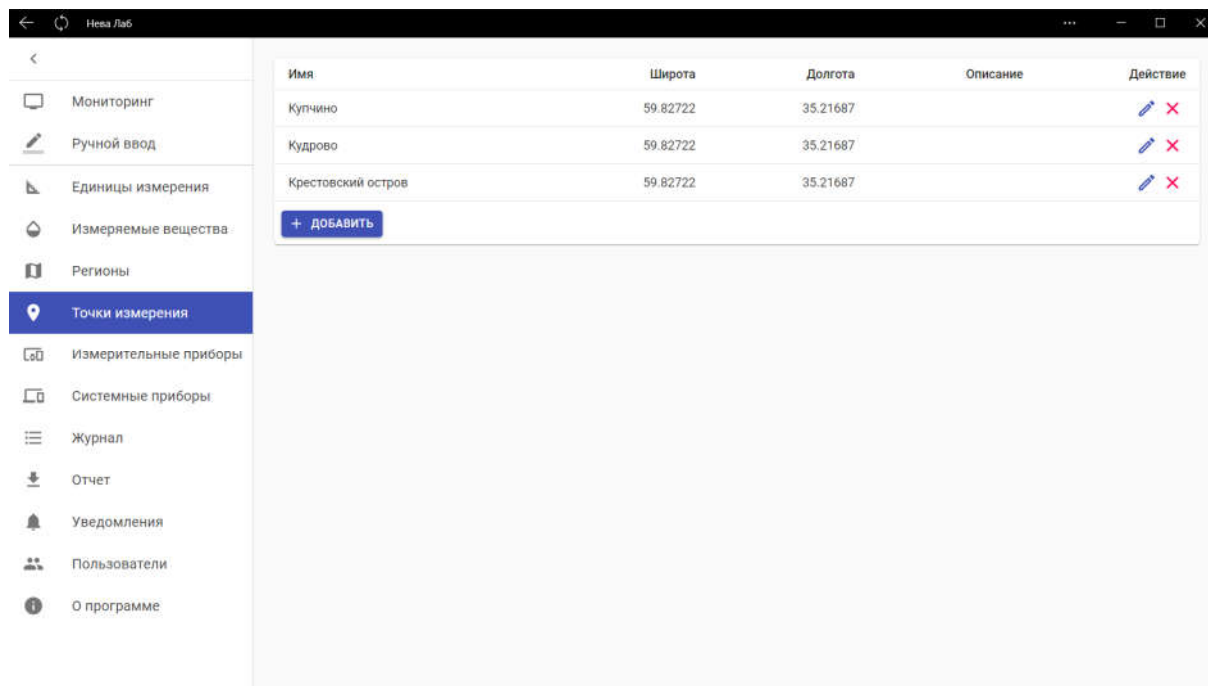 Нева Лаб
Мониторинг
Ручной ввод
Единицы измерения
Измеряемые вещества
Регионы
Точки измерения
Измерительные приборы
Системные приборы
Журнал
Отчет
Уведомления
Пользователи
О программе
Имя Широта Долгота Описание Действие
Купчино 59.82722 35.21687
Кудрово 59.82722 35.21687
Крестовский остров 59.82722 35.21687
+ ДОБАВИТЬ